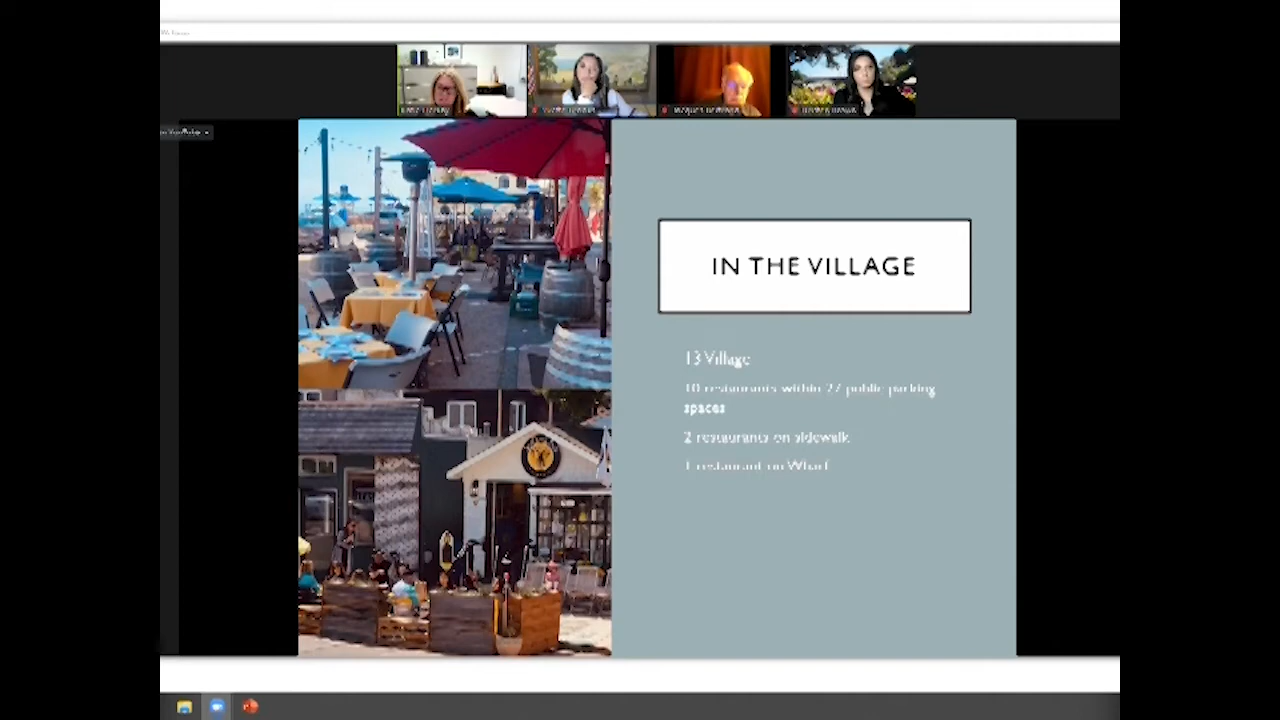 IN THE VILLAGE
13 Village
10 restaurants within 27 public parking
spaces
2 restaurants on sidewalk
1 restaurant on Wharf